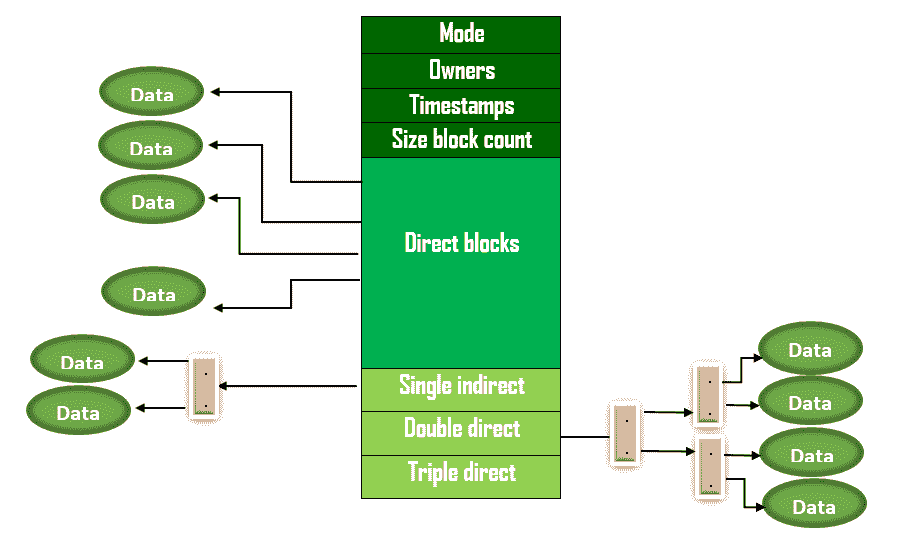 Mode
Owners
Timestamps
Size block count
Direct blocks
Single indirect
Double direct
Triple direct
Data
Data
Data
Data
Data
Data
Data
Data
Data
Data